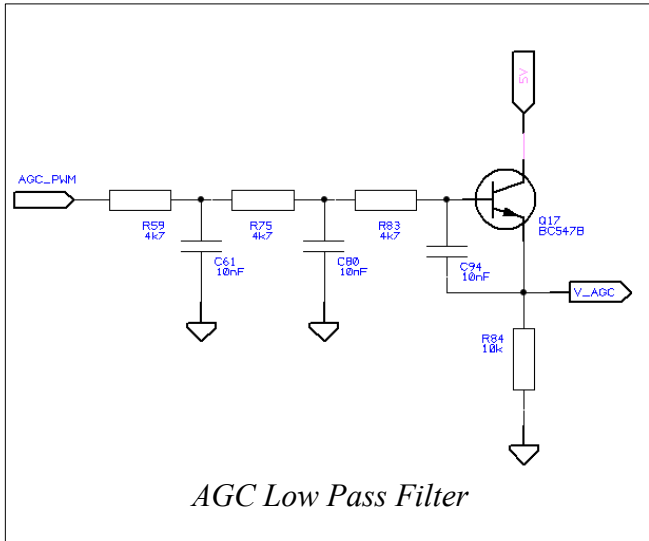 5V
AGC_PWM
R59
4k7
R75
4k7
R83
4k7
Q17
BC547B
C61
10nF
C80
10nF
C94
10nF
V_AGC
R84
10k
AGC Low Pass Filter